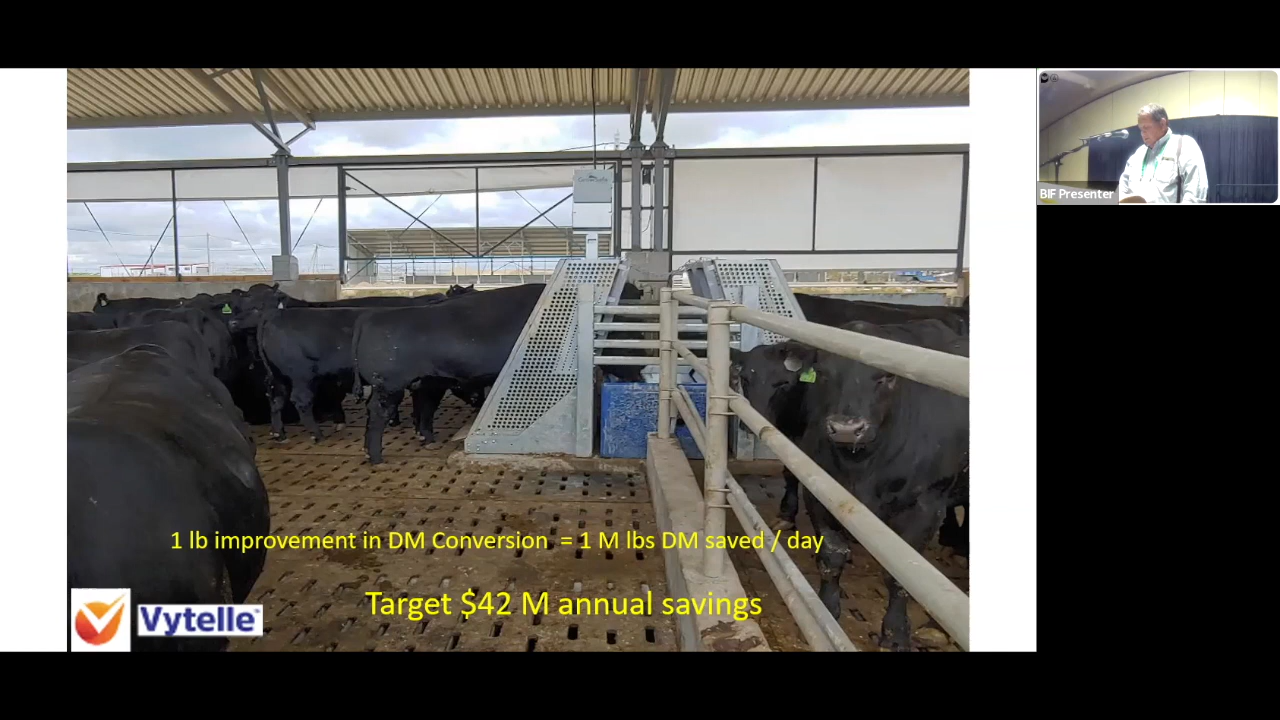 1 lb improvement in DM Conversion = 1 M lbs DM saved / day
Target $42 M annual savings
Vytelle
BIF Presenter